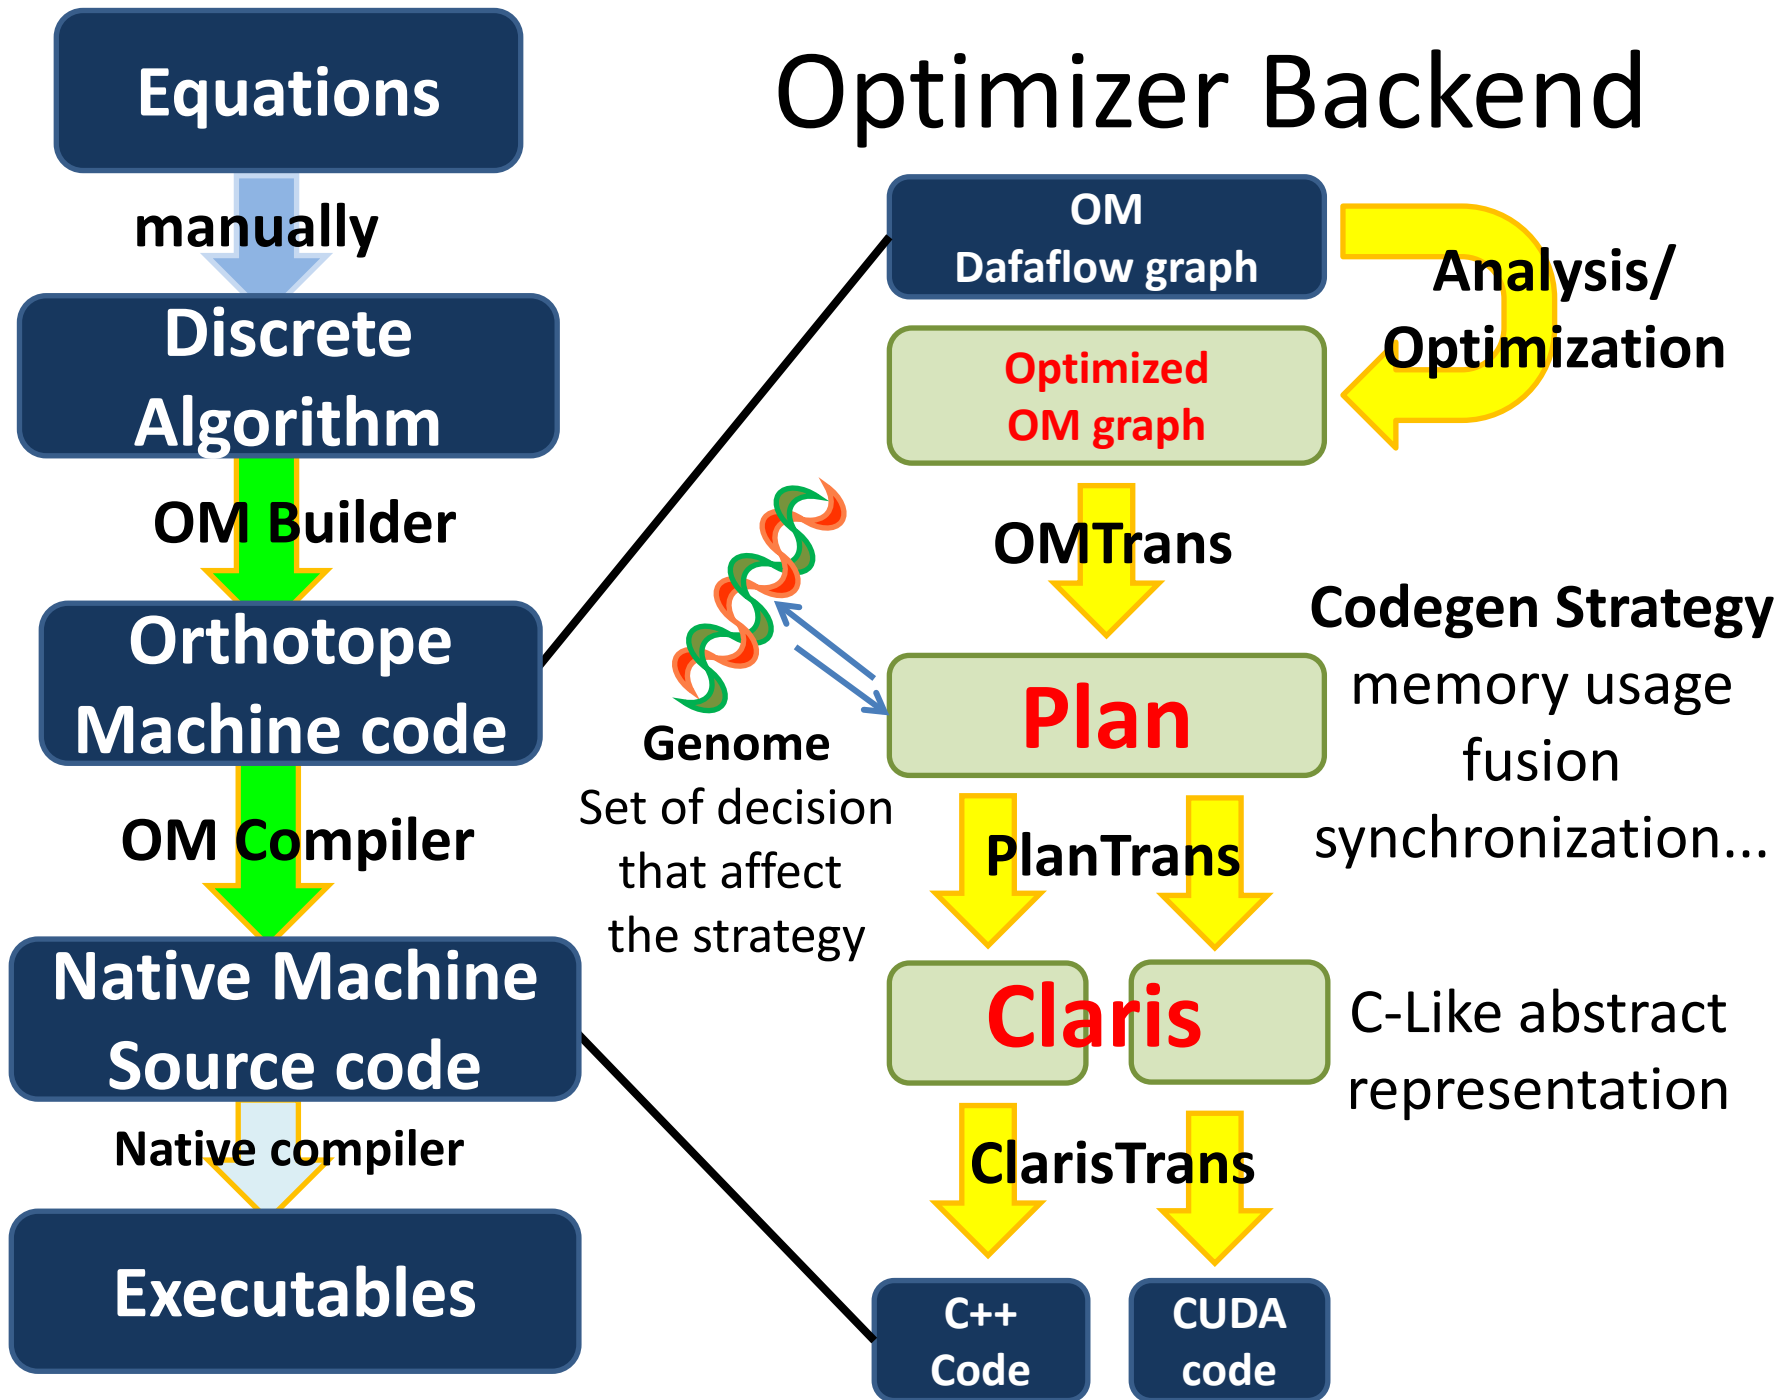 Optimizer Backend
Equations
manually
Discrete
Algorithm
OM Builder
Orthotope
Machine code
OM Compiler
Native Machine
Source code
Native compiler
Executables
OM
Dafaflow graph
Analysis/
Optimization
Optimized
OM graph
OMTrans
Genome
Set of decision
that affect
the strategy
Plan
Codegen Strategy
memory usage
fusion
synchronization...
PlanTrans
Claris
C-Like abstract
representation
ClarisTrans
C++
Code
CUDA
code